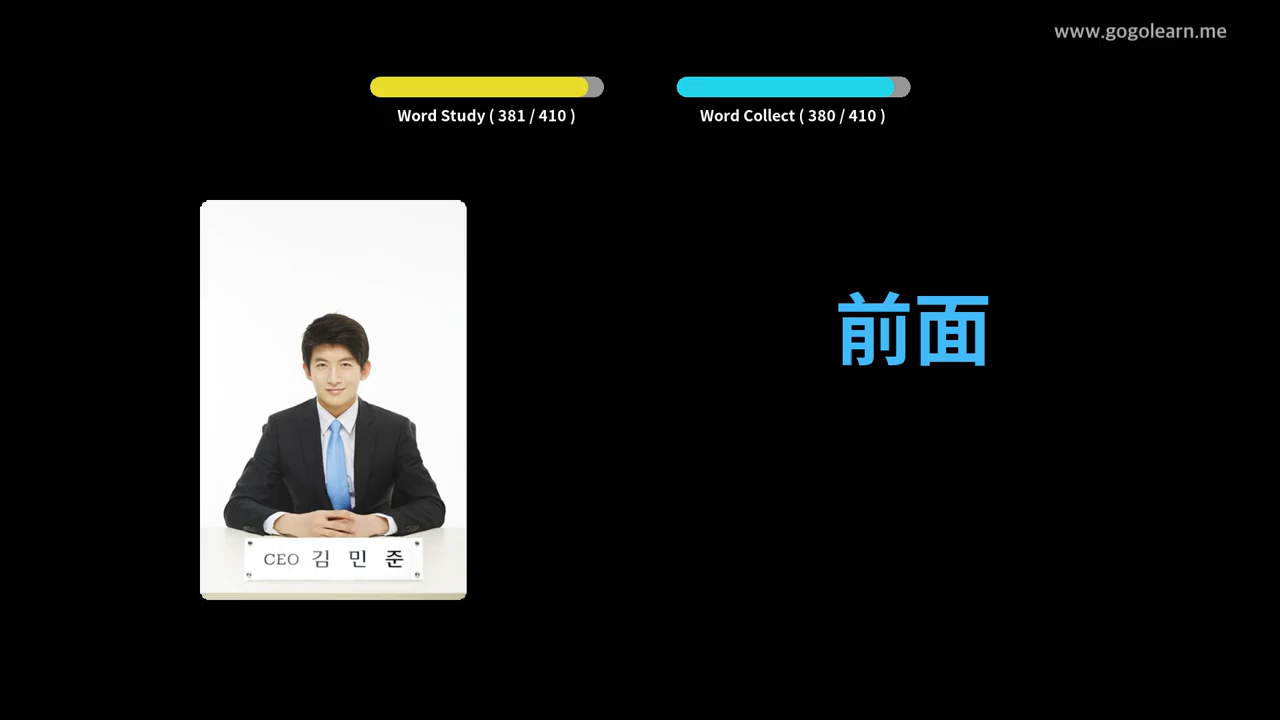 www.gogolearn.me
Word Study ( 381 / 410 )
Word Collect ( 380 / 410 )
前面
CEO 김 민 준